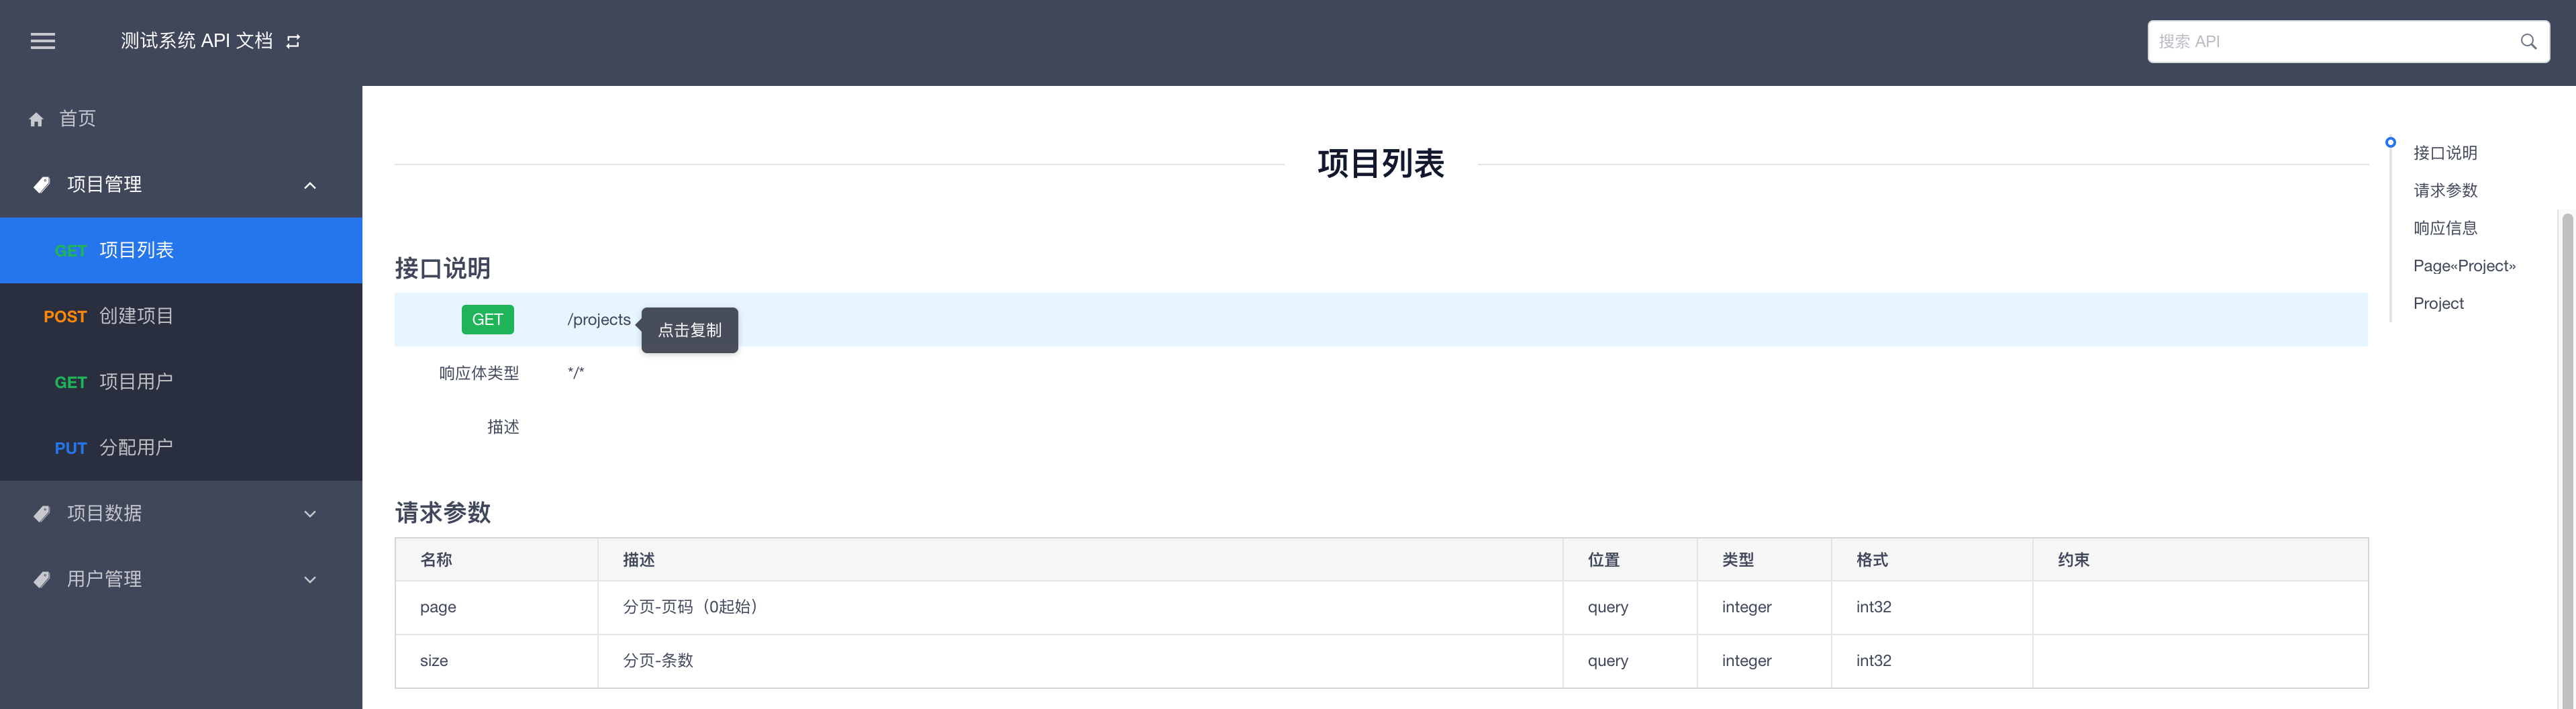 测试系统 API 文档
搜索 API
首页
项目管理
GET 项目列表
POST 创建项目
GET 项目用户
PUT 分配用户
项目数据
用户管理
项目列表
接口说明
GET /projects 点击复制
响应体类型 */*
描述
请求参数
名称 描述 位置 类型 格式 约束
page 分页-页码（0起始） query integer int32
size 分页-条数 query integer int32
接口说明
请求参数
响应信息
Page«Project»
Project